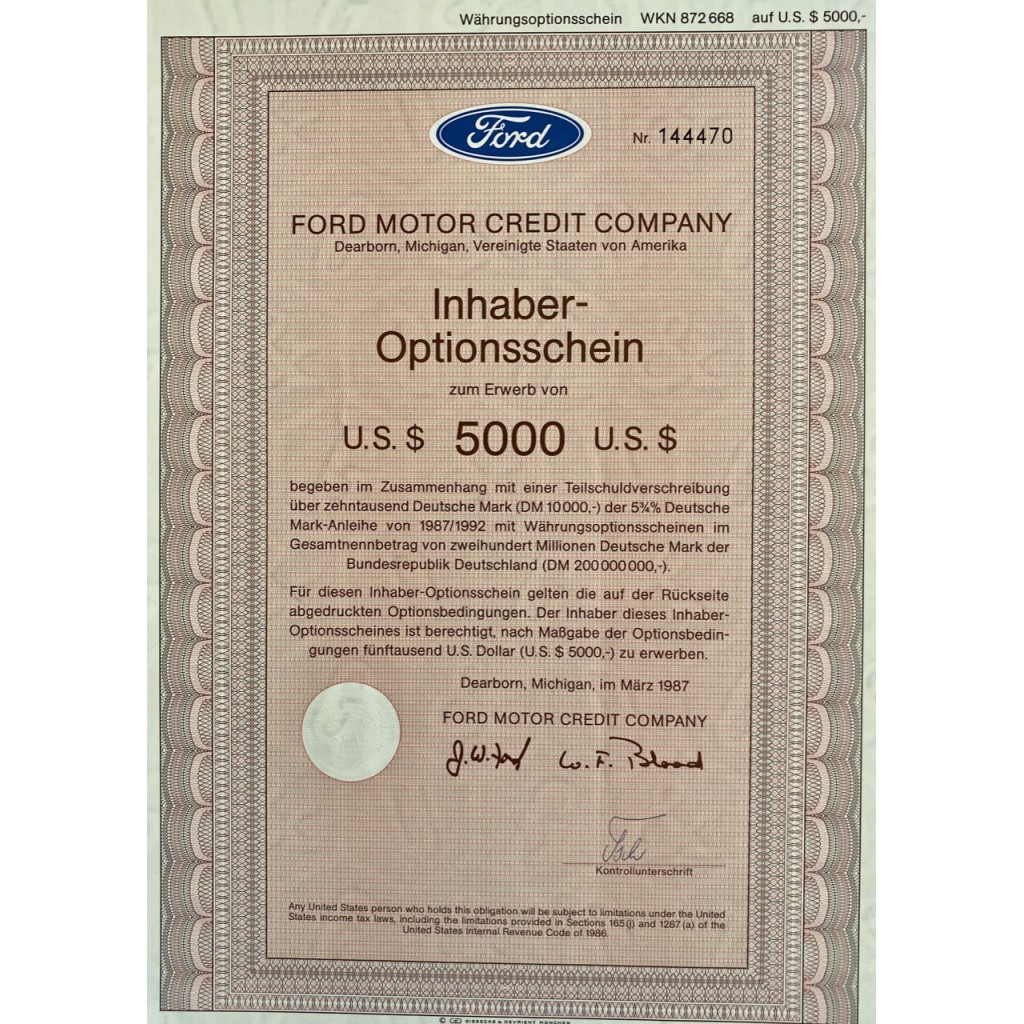 Währungsoptionsschein WKN 872 668 auf U.S. $ 5000,-
Ford
Nr. 144470
FORD MOTOR CREDIT COMPANY
Dearborn, Michigan, Vereinigte Staaten von Amerika
Inhaber-
Optionsschein
zum Erwerb von
U.S. $ 5000 U.S. $
begeben im Zusammenhang mit einer Teilschuldverschreibung
über zehntausend Deutsche Mark (DM 10 000,-) der 5¾% Deutsche
Mark-Anleihe von 1987/1992 mit Währungsoptionsscheinen im
Gesamtnennbetrag von zweihundert Millionen Deutsche Mark der
Bundesrepublik Deutschland (DM 200 000 000,-).
Für diesen Inhaber-Optionsschein gelten die auf der Rückseite
abgedruckten Optionsbedingungen. Der Inhaber dieses Inhaber-
Optionsscheines ist berechtigt, nach Maßgabe der Optionsbedin-
gungen fünftausend U.S. Dollar (U.S. $ 5000,-) zu erwerben.
Dearborn, Michigan, im März 1987
FORD MOTOR CREDIT COMPANY
J.W. W. F. Blood
Kontrollunterschrift
Any United States person who holds this obligation will be subject to limitations under the United
States income tax laws, including the limitations provided in Sections 165 (j) and 1287 (a) of the
United States Internal Revenue Code of 1986.
© GD GIESECKE & DEVRIENT MÜNCHEN